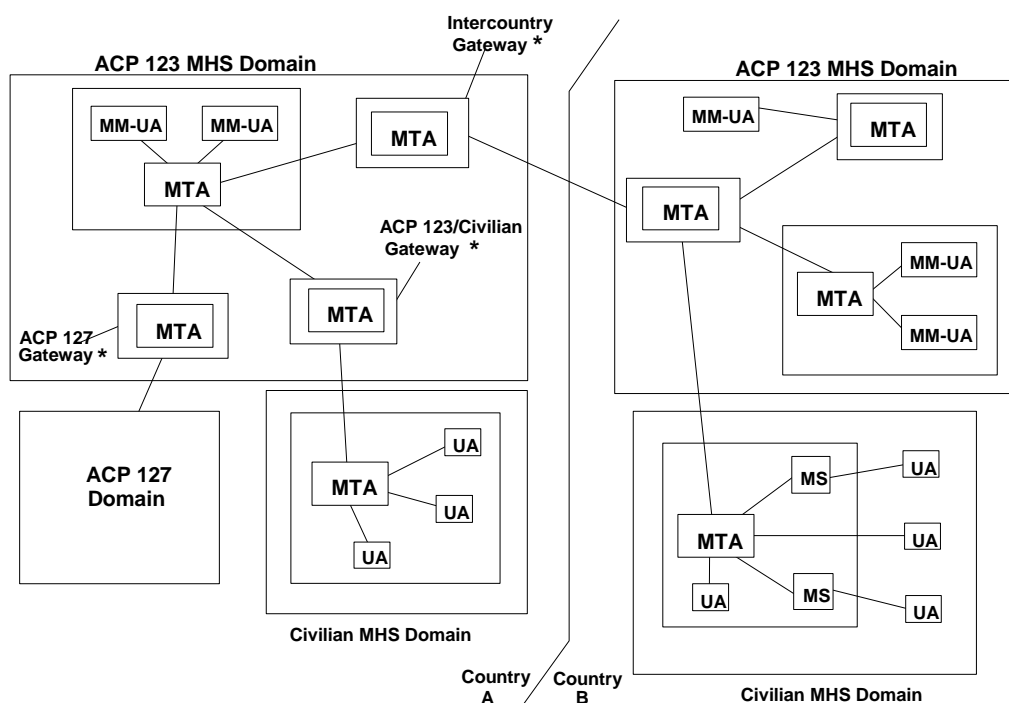 Intercountry
Gateway *
ACP 123 MHS Domain
MM-UA
MM-UA
MTA
MTA
ACP 123/Civilian
Gateway *
MTA
MTA
ACP 127
Gateway *
ACP 127
Domain
UA
MTA
UA
UA
Civilian MHS Domain
Country
A
Country
B
ACP 123 MHS Domain
MM-UA
MTA
MTA
MM-UA
MTA
MM-UA
MS
UA
MTA
UA
UA
MS
UA
Civilian MHS Domain